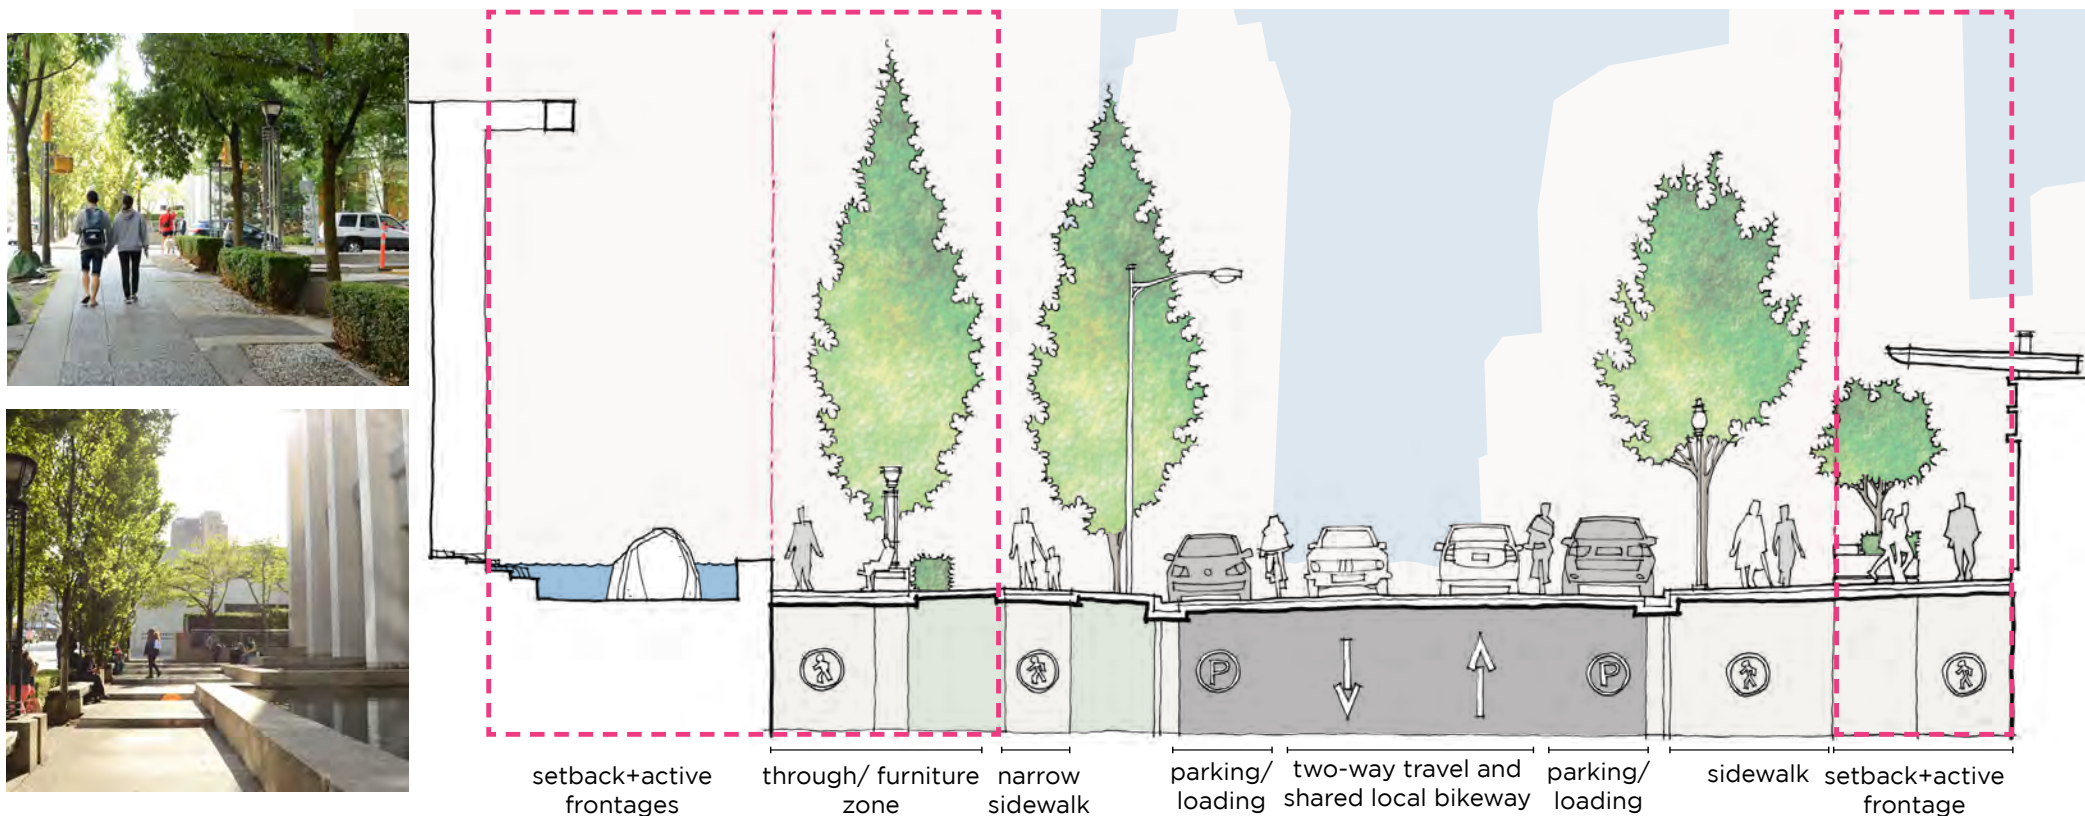 P
P
setback+active
frontages
through/ furniture
zone
narrow
sidewalk
parking/
loading
two-way travel and
shared local bikeway
parking/
loading
sidewalk
setback+active
frontage